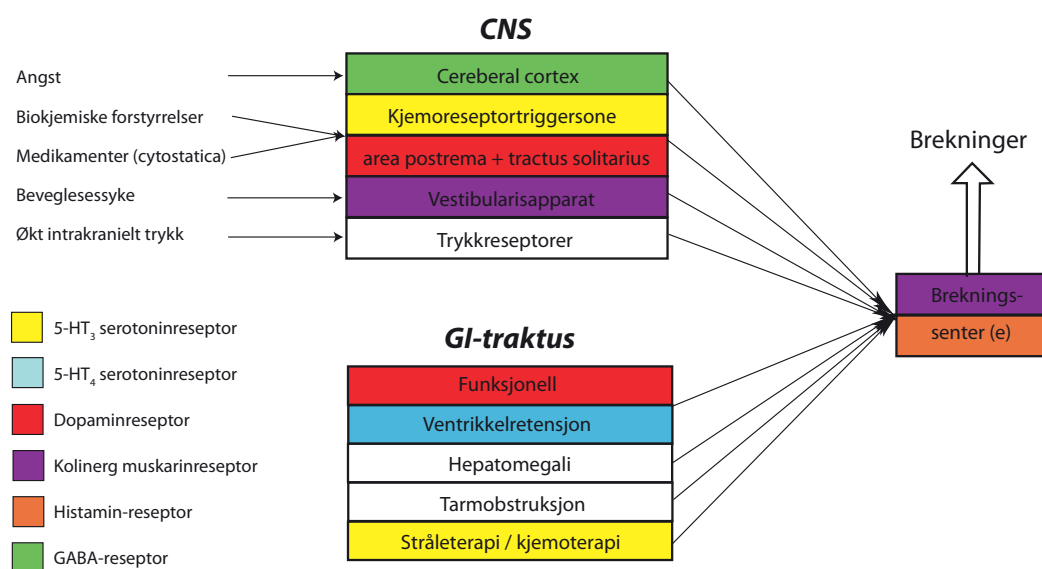 CNS
Angst
Biokjemiske forstyrrelser
Medikamenter (cytostatica)
Beveglesessyke
Økt intrakranielt trykk
Cereberal cortex
Kjemoreseptortriggersone
area postrema + tractus solitarius
Vestibularisapparat
Trykkreseptorer
Brekninger
Breknings-
senter (e)
5-HT₃ serotoninreseptor
5-HT₄ serotoninreseptor
Dopaminreseptor
Kolinerg muskarinreseptor
Histamin-reseptor
GABA-reseptor
GI-traktus
Funksjonell
Ventrikkelretensjon
Hepatomegali
Tarmobstruksjon
Stråleterapi / kjemoterapi